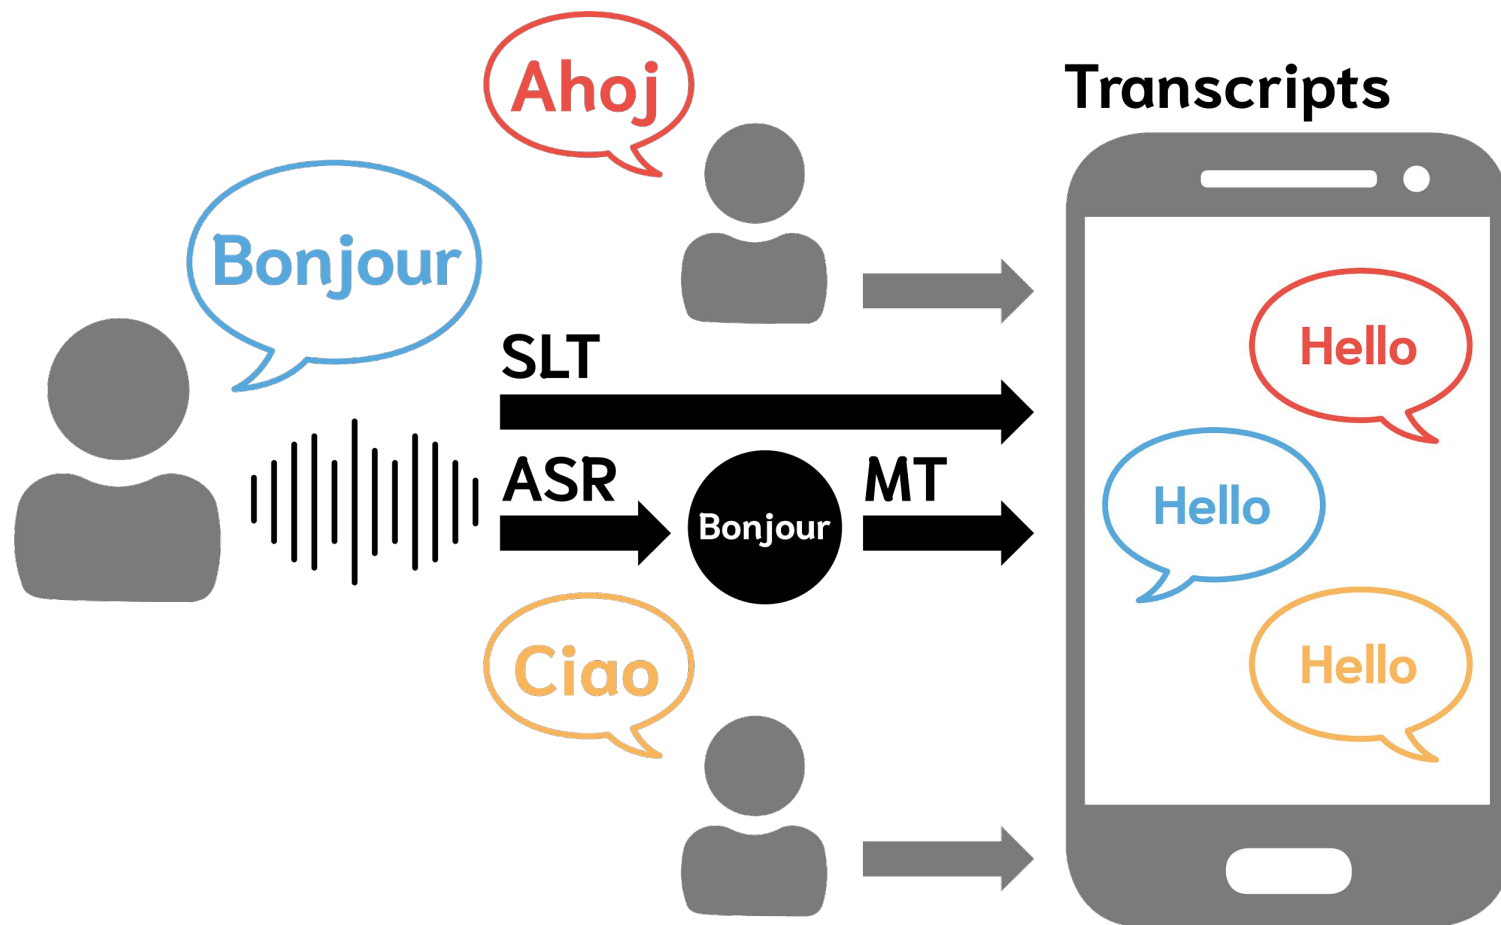 Ahoj
Transcripts
Bonjour
SLT
ASR
Bonjour
MT
Ciao
Hello
Hello
Hello